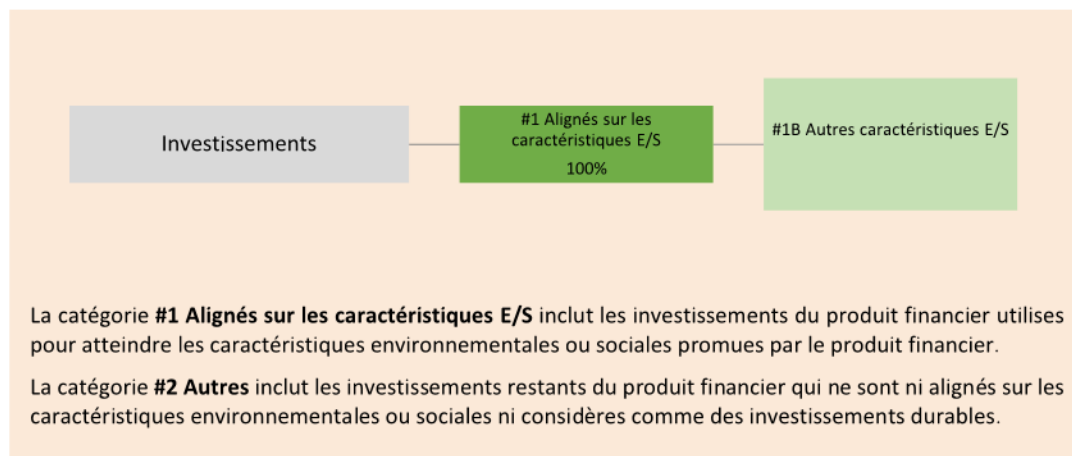 Investissements
#1 Alignés sur les
caractéristiques E/S
100%
#1B Autres caractéristiques E/S
La catégorie #1 Alignés sur les caractéristiques E/S inclut les investissements du produit financier utilises
pour atteindre les caractéristiques environnementales ou sociales promues par le produit financier.
La catégorie #2 Autres inclut les investissements restants du produit financier qui ne sont ni alignés sur les
caractéristiques environnementales ou sociales ni considères comme des investissements durables.